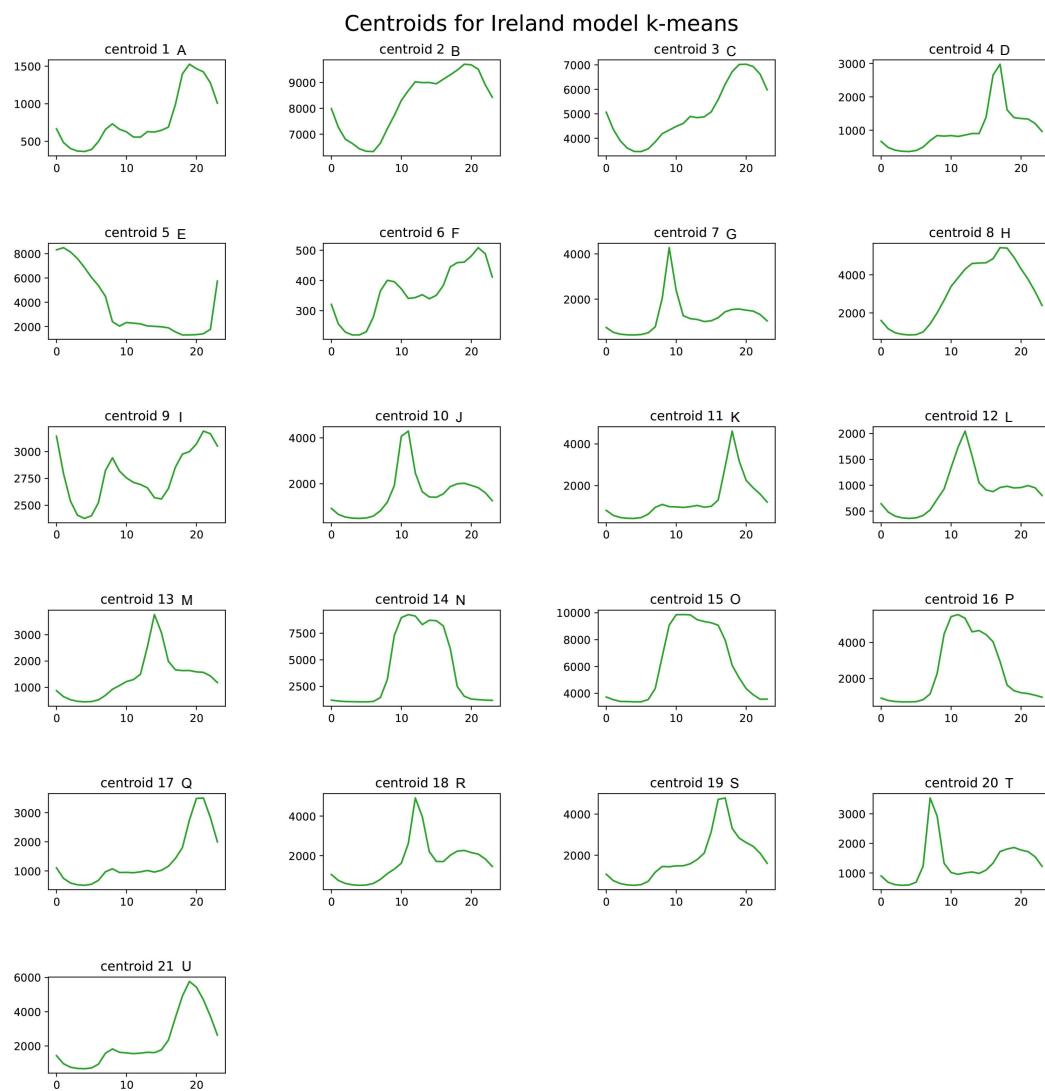 Centroids for Ireland model k-means
centroid 1 A
centroid 2 B
centroid 3 C
centroid 4 D
1500
1000
500
0 10 20
9000
8000
7000
0 10 20
7000
6000
5000
4000
0 10 20
3000
2000
1000
0 10 20
centroid 5 E
centroid 6 F
centroid 7 G
centroid 8 H
8000
6000
4000
2000
0 10 20
500
400
300
0 10 20
4000
2000
0 10 20
4000
2000
0 10 20
centroid 9 I
centroid 10 J
centroid 11 K
centroid 12 L
3000
2750
2500
0 10 20
4000
2000
0 10 20
4000
2000
0 10 20
2000
1500
1000
500
0 10 20
centroid 13 M
centroid 14 N
centroid 15 O
centroid 16 P
3000
2000
1000
0 10 20
7500
5000
2500
0 10 20
10000
8000
6000
4000
0 10 20
4000
2000
0 10 20
centroid 17 Q
centroid 18 R
centroid 19 S
centroid 20 T
3000
2000
1000
0 10 20
4000
2000
0 10 20
4000
2000
0 10 20
3000
2000
1000
0 10 20
centroid 21 U
6000
4000
2000
0 10 20